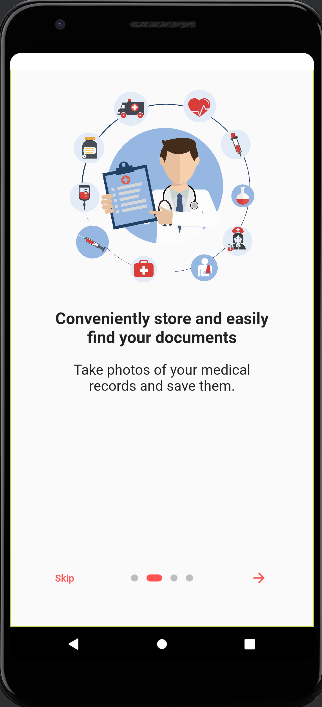 Conveniently store and easily
find your documents
Take photos of your medical
records and save them.
Skip